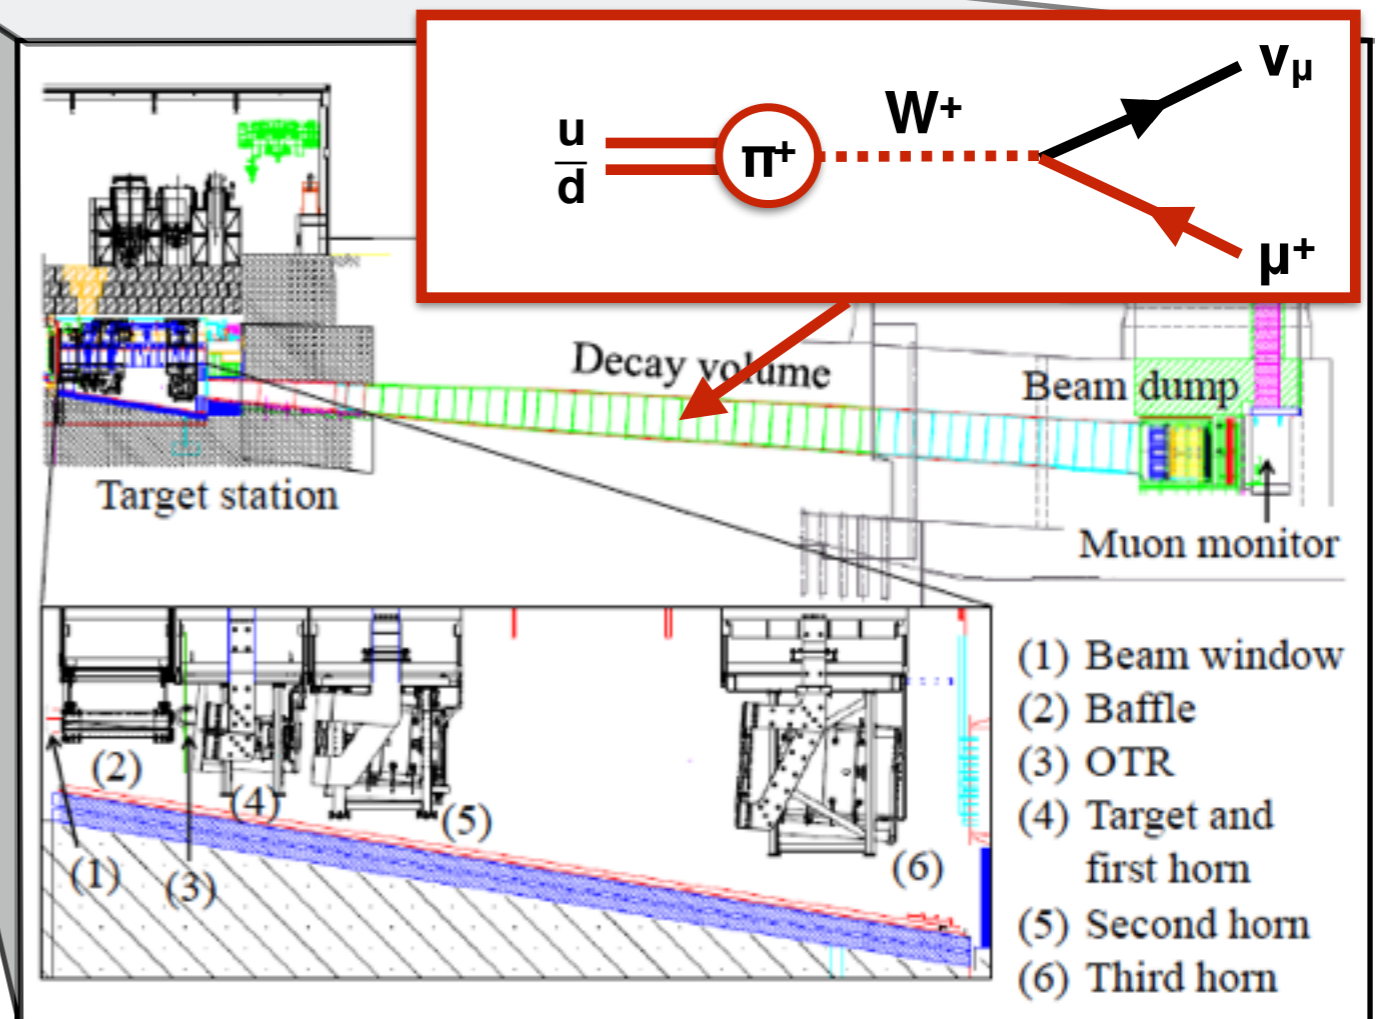 u
d
π+
W+
νμ
μ+
Decay volume
Beam dump
Target station
Muon monitor
(2)
(4)
(5)
(6)
(1)
(3)
(1) Beam window
(2) Baffle
(3) OTR
(4) Target and
first horn
(5) Second horn
(6) Third horn